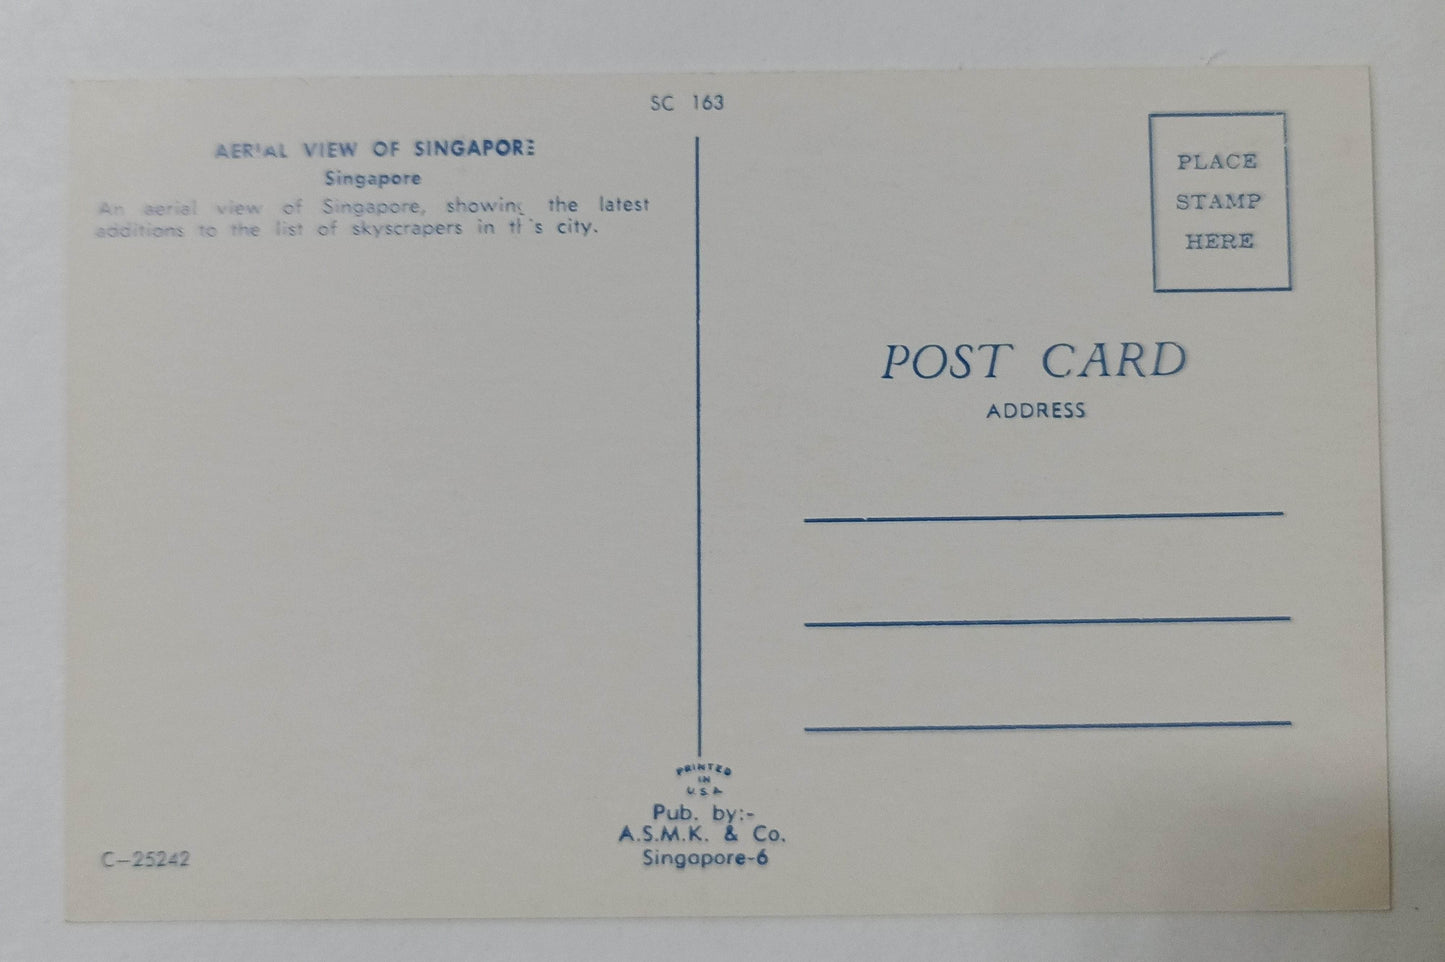 SC 163
AERIAL VIEW OF SINGAPORE
Singapore
An aerial view of Singapore, showing the latest
additions to the list of skyscrapers in this city.
PLACE
STAMP
HERE
POST CARD
ADDRESS
PRINTED
IN
U.S.A
Pub. by:-
A.S.M.K. & Co.
Singapore-6
C-25242